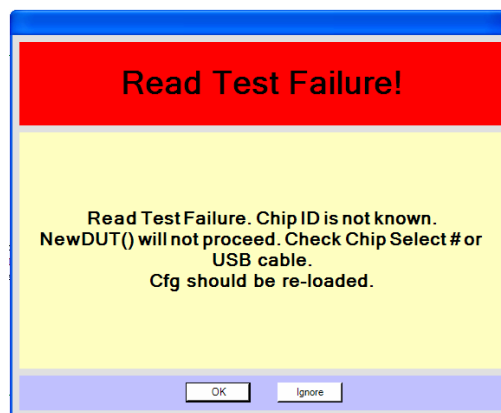 Read Test Failure!
Read Test Failure. Chip ID is not known.
NewDUT() will not proceed. Check Chip Select # or
USB cable.
Cfg should be re-loaded.
OK
Ignore